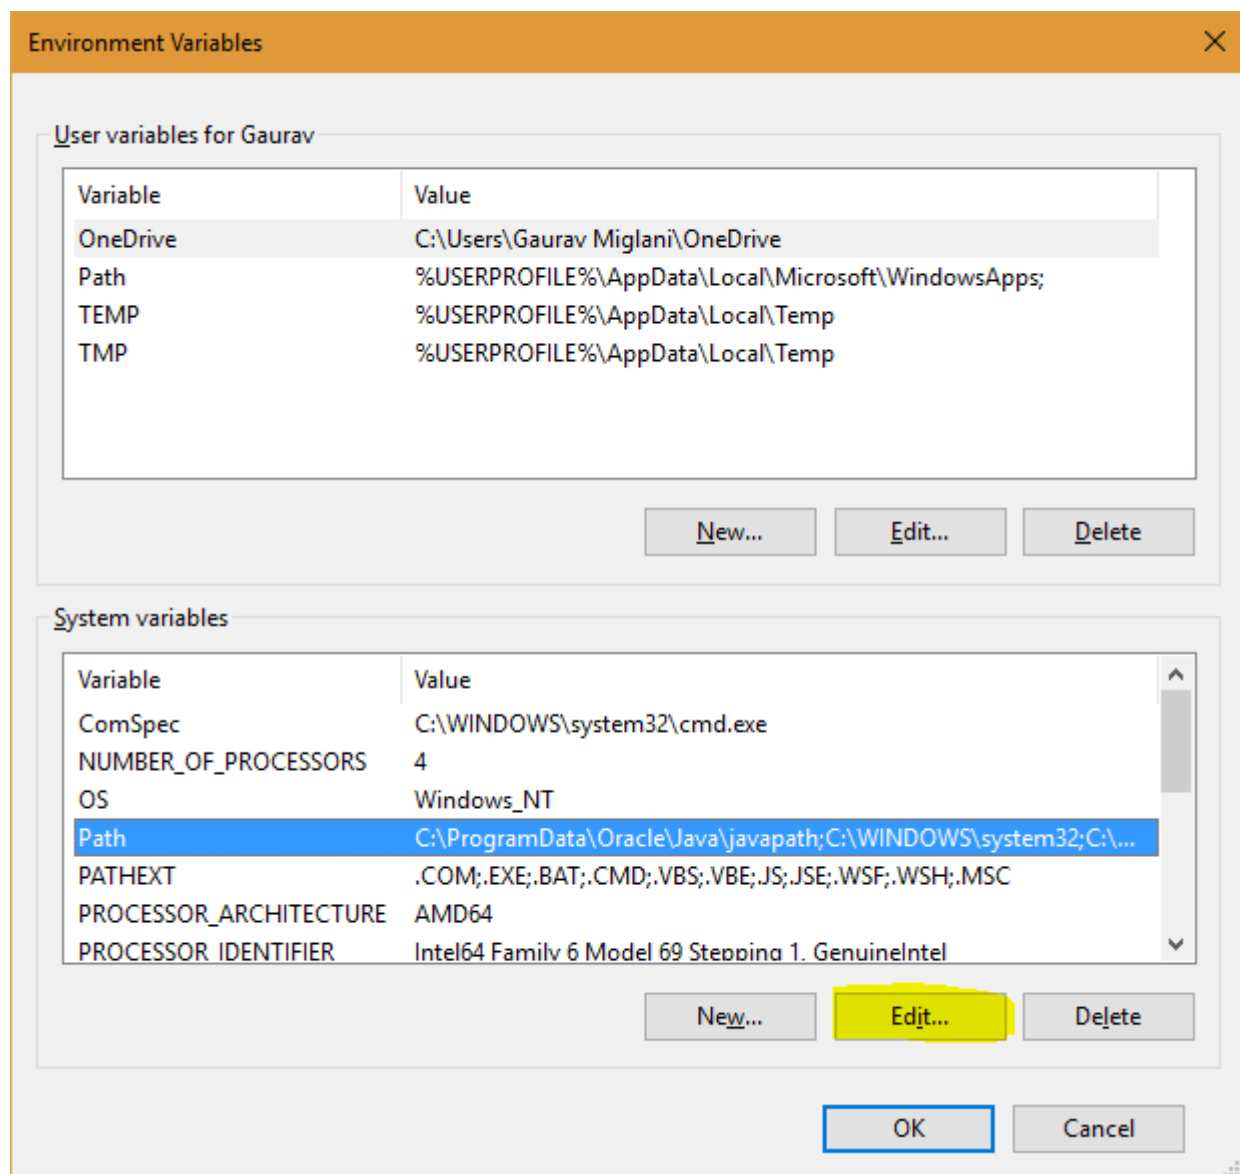 Environment Variables
User variables for Gaurav
Variable Value
OneDrive C:\Users\Gaurav Miglani\OneDrive
Path %USERPROFILE%\AppData\Local\Microsoft\WindowsApps;
TEMP %USERPROFILE%\AppData\Local\Temp
TMP %USERPROFILE%\AppData\Local\Temp
New... Edit... Delete
System variables
Variable Value
ComSpec C:\WINDOWS\system32\cmd.exe
NUMBER_OF_PROCESSORS 4
OS Windows_NT
Path C:\ProgramData\Oracle\Java\javapath;C:\WINDOWS\system32;C:\...
PATHEXT .COM;.EXE;.BAT;.CMD;.VBS;.VBE;.JS;.JSE;.WSF;.WSH;.MSC
PROCESSOR_ARCHITECTURE AMD64
PROCESSOR_IDENTIFIER Intel64 Family 6 Model 69 Stepping 1, GenuineIntel
New... Edit... Delete
OK Cancel